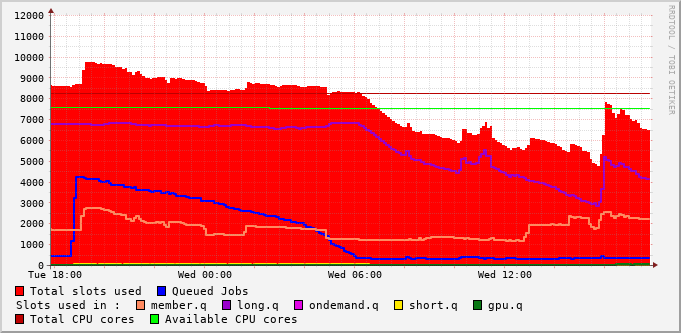 12000
11000
10000
9000
8000
7000
6000
5000
4000
3000
2000
1000
0
Tue 18:00 Wed 00:00 Wed 06:00 Wed 12:00
Total slots used Queued Jobs
Slots used in : member.q long.q ondemand.q short.q gpu.q
Total CPU cores Available CPU cores
RRDTOOL / TOBI OETIKER